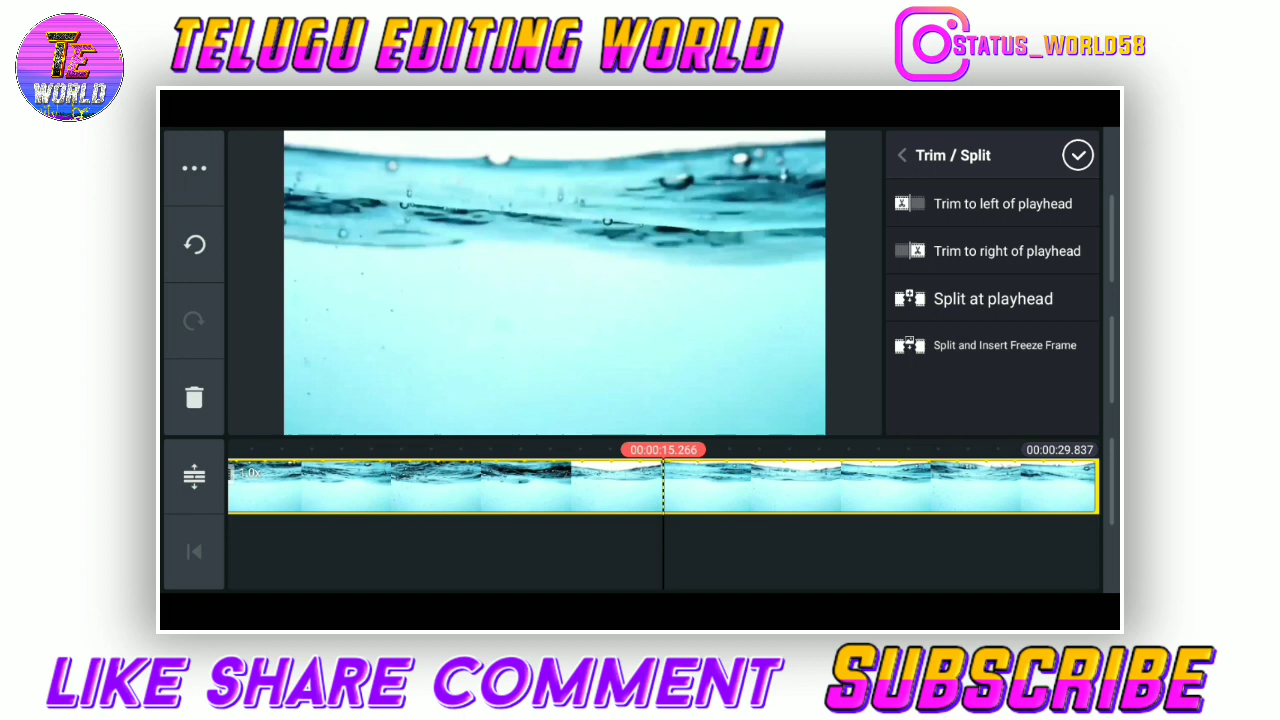 TE
WORLD
TELUGU EDITING WORLD
STATUS_WORLD58
Trim / Split
Trim to left of playhead
Trim to right of playhead
Split at playhead
Split and Insert Freeze Frame
00:00:15.266
00:00:29.837
1.0x
LIKE SHARE COMMENT
SUBSCRIBE